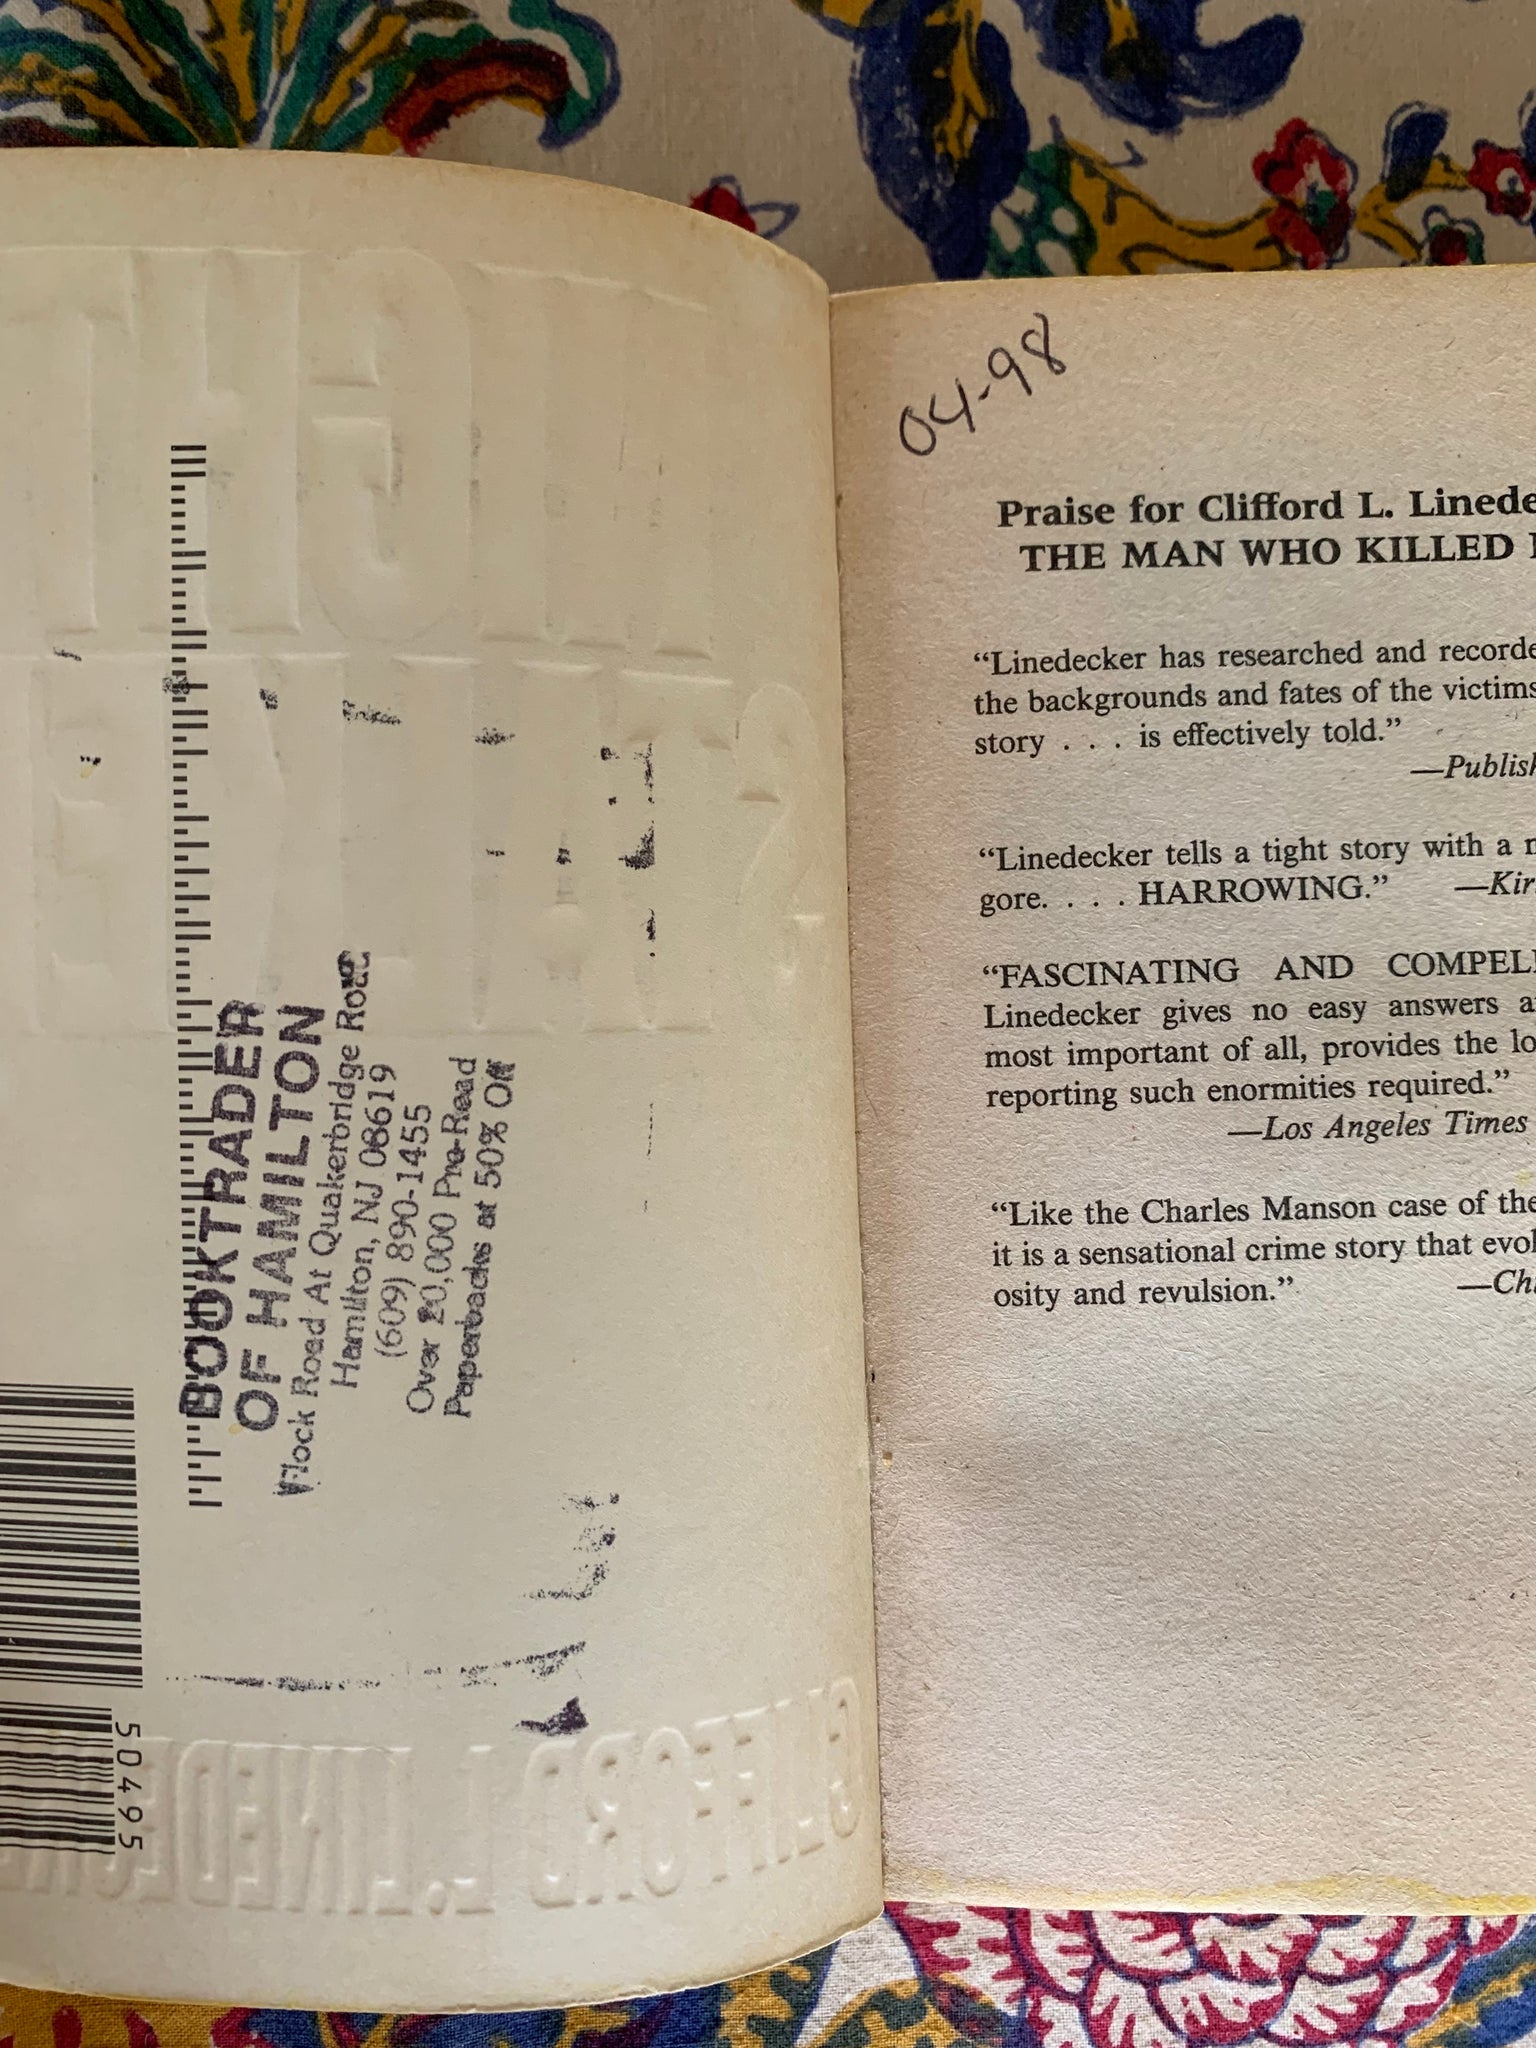 BOOKTRADER
OF HAMILTON
Flock Road At Quakerbridge Road
Hamilton, NJ 08619
(609) 890-1455
Over 20,000 Pre-Read
Paperbacks at 50% Off
50495
CLIFFORD L. LINEDECKER
04-98
Praise for Clifford L. Linede
THE MAN WHO KILLED
“Linedecker has researched and recorde
the backgrounds and fates of the victims
story . . . is effectively told.”
—Publish
“Linedecker tells a tight story with a
gore. . . . HARROWING.” —Kir
“FASCINATING AND COMPEL
Linedecker gives no easy answers a
most important of all, provides the lo
reporting such enormities required.”
—Los Angeles Times
“Like the Charles Manson case of the
it is a sensational crime story that evo
osity and revulsion.” —Ch